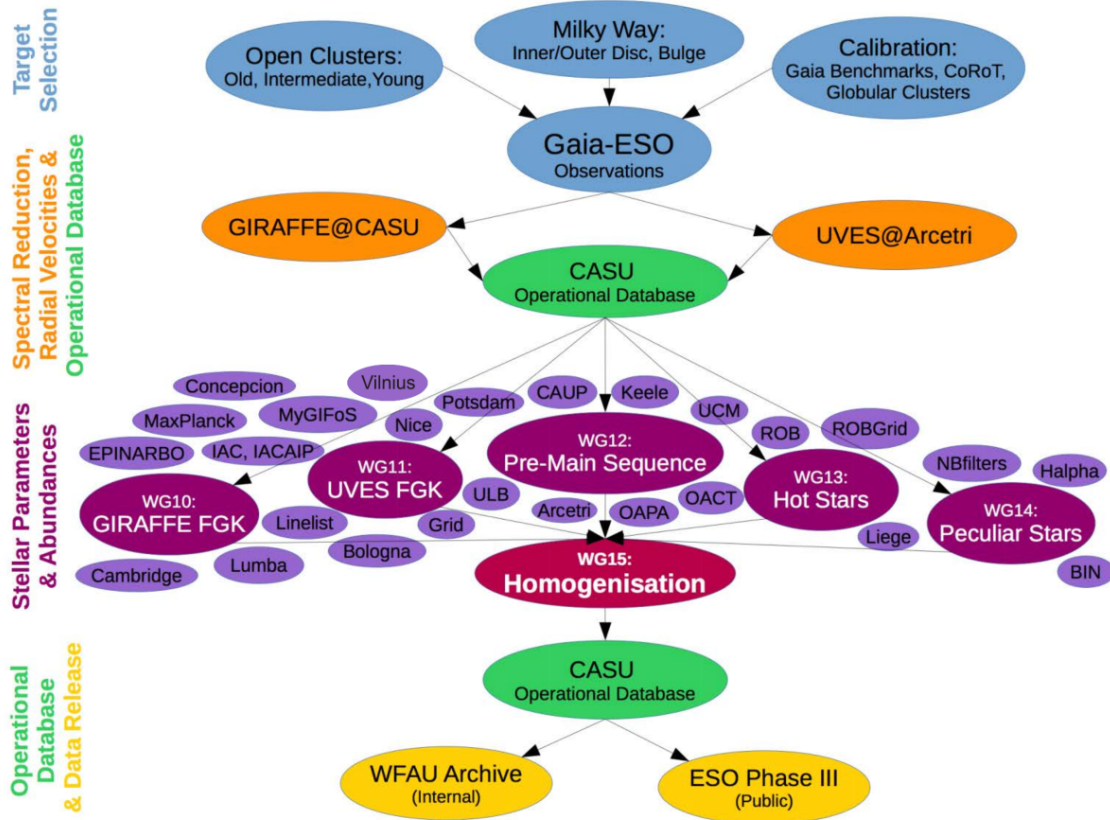 Target
Selection
Open Clusters:
Old, Intermediate,Young
Milky Way:
Inner/Outer Disc, Bulge
Calibration:
Gaia Benchmarks, CoRoT,
Globular Clusters
Gaia-ESO
Observations
Spectral Reduction,
Radial Velocities &
Operational Database
GIRAFFE@CASU
UVES@Arcetri
CASU
Operational Database
Stellar Parameters
& Abundances
Concepcion
Vilnius
MaxPlanck
MyGIFoS
Potsdam
CAUP
Keele
Nice
UCM
ROB
ROBGrid
EPINARBO
IAC, IACAIP
NBfilters
Halpha
WG10:
GIRAFFE FGK
WG11:
UVES FGK
WG12:
Pre-Main Sequence
WG13:
Hot Stars
WG14:
Peculiar Stars
ULB
Linelist
Grid
Arcetri
OAPA
OACT
Liege
Cambridge
Lumba
Bologna
BIN
WG15:
Homogenisation
Operational
Database
& Data Release
CASU
Operational Database
WFAU Archive
(Internal)
ESO Phase III
(Public)